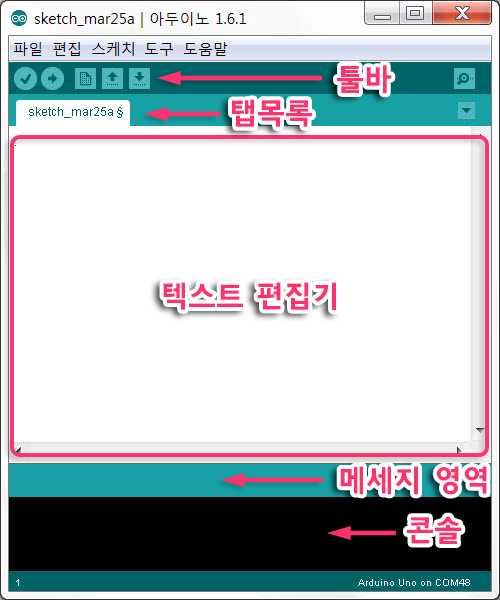 sketch_mar25a | 아두이노 1.6.1
파일 편집 스케치 도구 도움말
툴바
sketch_mar25a §
탭목록
텍스트 편집기
메세지 영역
콘솔
1 Arduino Uno on COM48